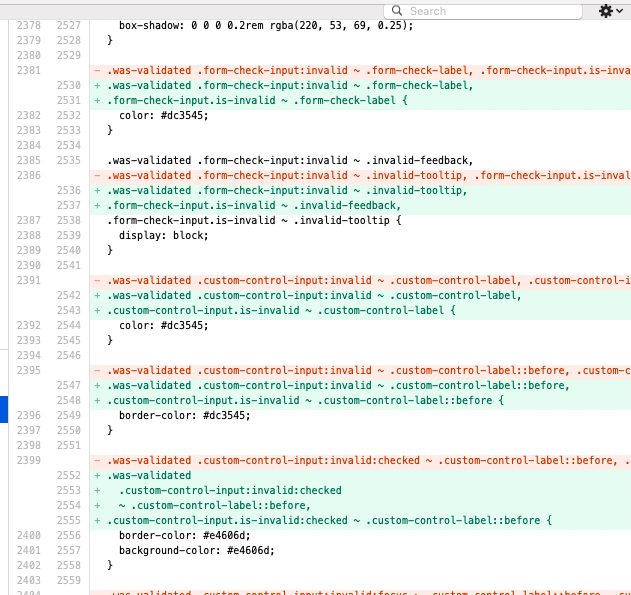 Search
2378 2527 box-shadow: 0 0 0 0.2rem rgba(220, 53, 69, 0.25);
2379 2528 }
2380 2529
2381 - .was-validated .form-check-input:invalid ~ .form-check-label, .form-check-input.is-inva
2530 + .was-validated .form-check-input:invalid ~ .form-check-label,
2531 + .form-check-input.is-invalid ~ .form-check-label {
2382 2532 color: #dc3545;
2383 2533 }
2384 2534
2385 2535 .was-validated .form-check-input:invalid ~ .invalid-feedback,
2386 - .was-validated .form-check-input:invalid ~ .invalid-tooltip, .form-check-input.is-inval
2536 + .was-validated .form-check-input:invalid ~ .invalid-tooltip,
2537 + .form-check-input.is-invalid ~ .invalid-feedback,
2387 2538 .form-check-input.is-invalid ~ .invalid-tooltip {
2388 2539 display: block;
2389 2540 }
2390 2541
2391 - .was-validated .custom-control-input:invalid ~ .custom-control-label, .custom-control-i
2542 + .was-validated .custom-control-input:invalid ~ .custom-control-label,
2543 + .custom-control-input.is-invalid ~ .custom-control-label {
2392 2544 color: #dc3545;
2393 2545 }
2394 2546
2395 - .was-validated .custom-control-input:invalid ~ .custom-control-label::before, .custom-c
2547 + .was-validated .custom-control-input:invalid ~ .custom-control-label::before,
2548 + .custom-control-input.is-invalid ~ .custom-control-label::before {
2396 2549 border-color: #dc3545;
2397 2550 }
2398 2551
2399 - .was-validated .custom-control-input:invalid:checked ~ .custom-control-label::before, .
2552 + .was-validated
2553 + .custom-control-input:invalid:checked
2554 + ~ .custom-control-label::before,
2555 + .custom-control-input.is-invalid:checked ~ .custom-control-label::before {
2400 2556 border-color: #e4606d;
2401 2557 background-color: #e4606d;
2402 2558 }
2403 2559